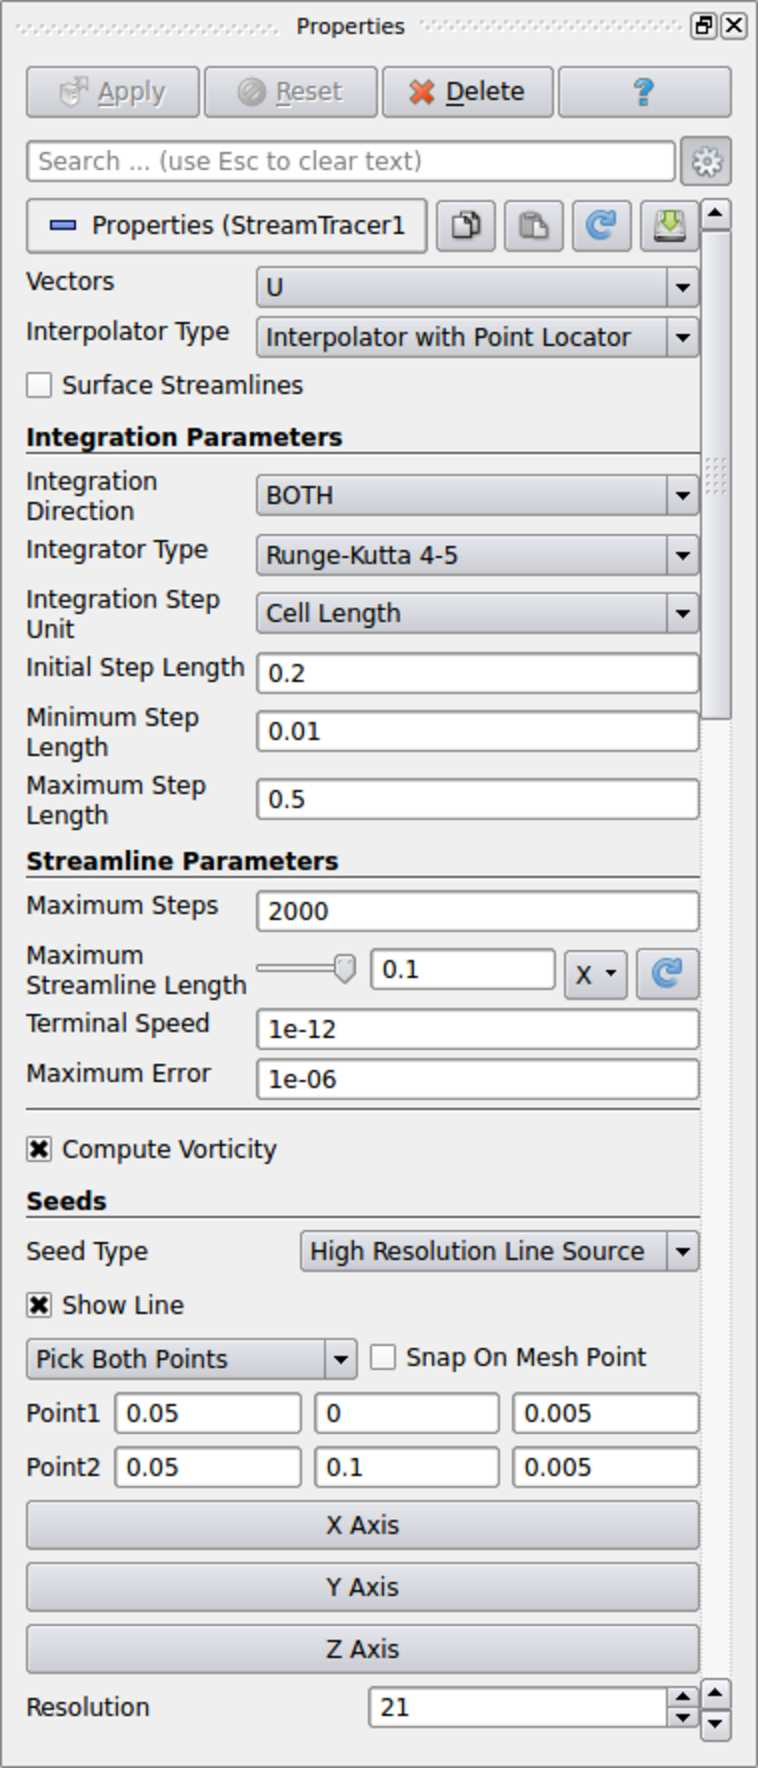 Properties
Apply Reset Delete ?
Search ... (use Esc to clear text)
Properties (StreamTracer1
Vectors U
Interpolator Type Interpolator with Point Locator
Surface Streamlines
Integration Parameters
Integration
Direction BOTH
Integrator Type Runge-Kutta 4-5
Integration Step
Unit Cell Length
Initial Step Length 0.2
Minimum Step
Length 0.01
Maximum Step
Length 0.5
Streamline Parameters
Maximum Steps 2000
Maximum
Streamline Length 0.1 X
Terminal Speed 1e-12
Maximum Error 1e-06
Compute Vorticity
Seeds
Seed Type High Resolution Line Source
Show Line
Pick Both Points Snap On Mesh Point
Point1 0.05 0 0.005
Point2 0.05 0.1 0.005
X Axis
Y Axis
Z Axis
Resolution 21